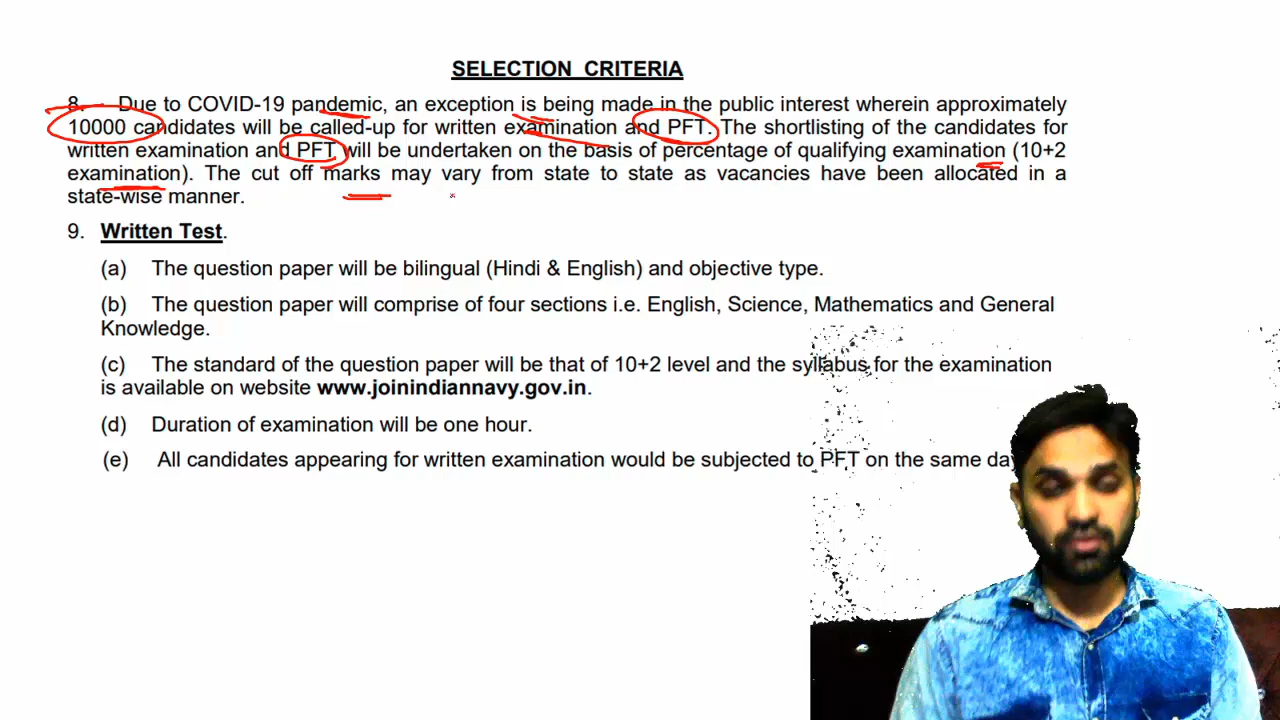 SELECTION CRITERIA
8. Due to COVID-19 pandemic, an exception is being made in the public interest wherein approximately
10000 candidates will be called-up for written examination and PFT. The shortlisting of the candidates for
written examination and PFT will be undertaken on the basis of percentage of qualifying examination (10+2
examination). The cut off marks may vary from state to state as vacancies have been allocated in a
state-wise manner.
9. Written Test.
(a) The question paper will be bilingual (Hindi & English) and objective type.
(b) The question paper will comprise of four sections i.e. English, Science, Mathematics and General
Knowledge.
(c) The standard of the question paper will be that of 10+2 level and the syllabus for the examination
is available on website www.joinindiannavy.gov.in.
(d) Duration of examination will be one hour.
(e) All candidates appearing for written examination would be subjected to PFT on the same day